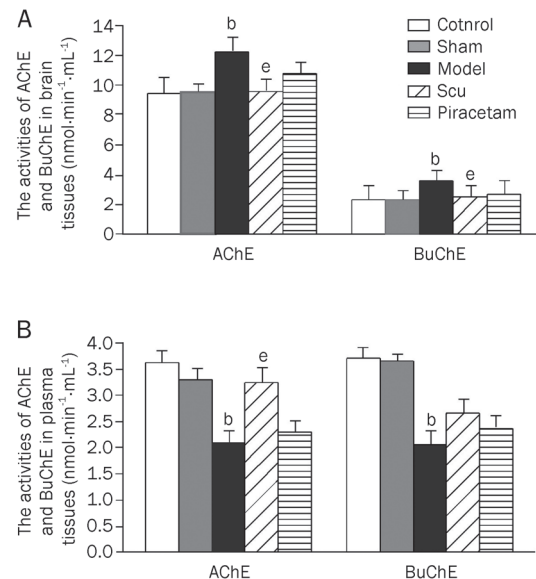 A
The activities of AChE
and BuChE in brain
tissues (nmol·min⁻¹·mL⁻¹)
14
12
10
8
6
4
2
0
b
e
b
e
Cotnrol
Sham
Model
Scu
Piracetam
AChE
BuChE
B
The activities of AChE
and BuChE in plasma
tissues (nmol·min⁻¹·mL⁻¹)
4.0
3.5
3.0
2.5
2.0
1.5
1.0
0.5
0.0
b
e
b
AChE
BuChE